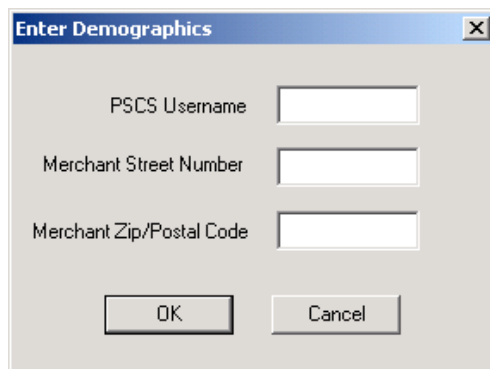 Enter Demographics
PSCS Username
Merchant Street Number
Merchant Zip/Postal Code
OK Cancel